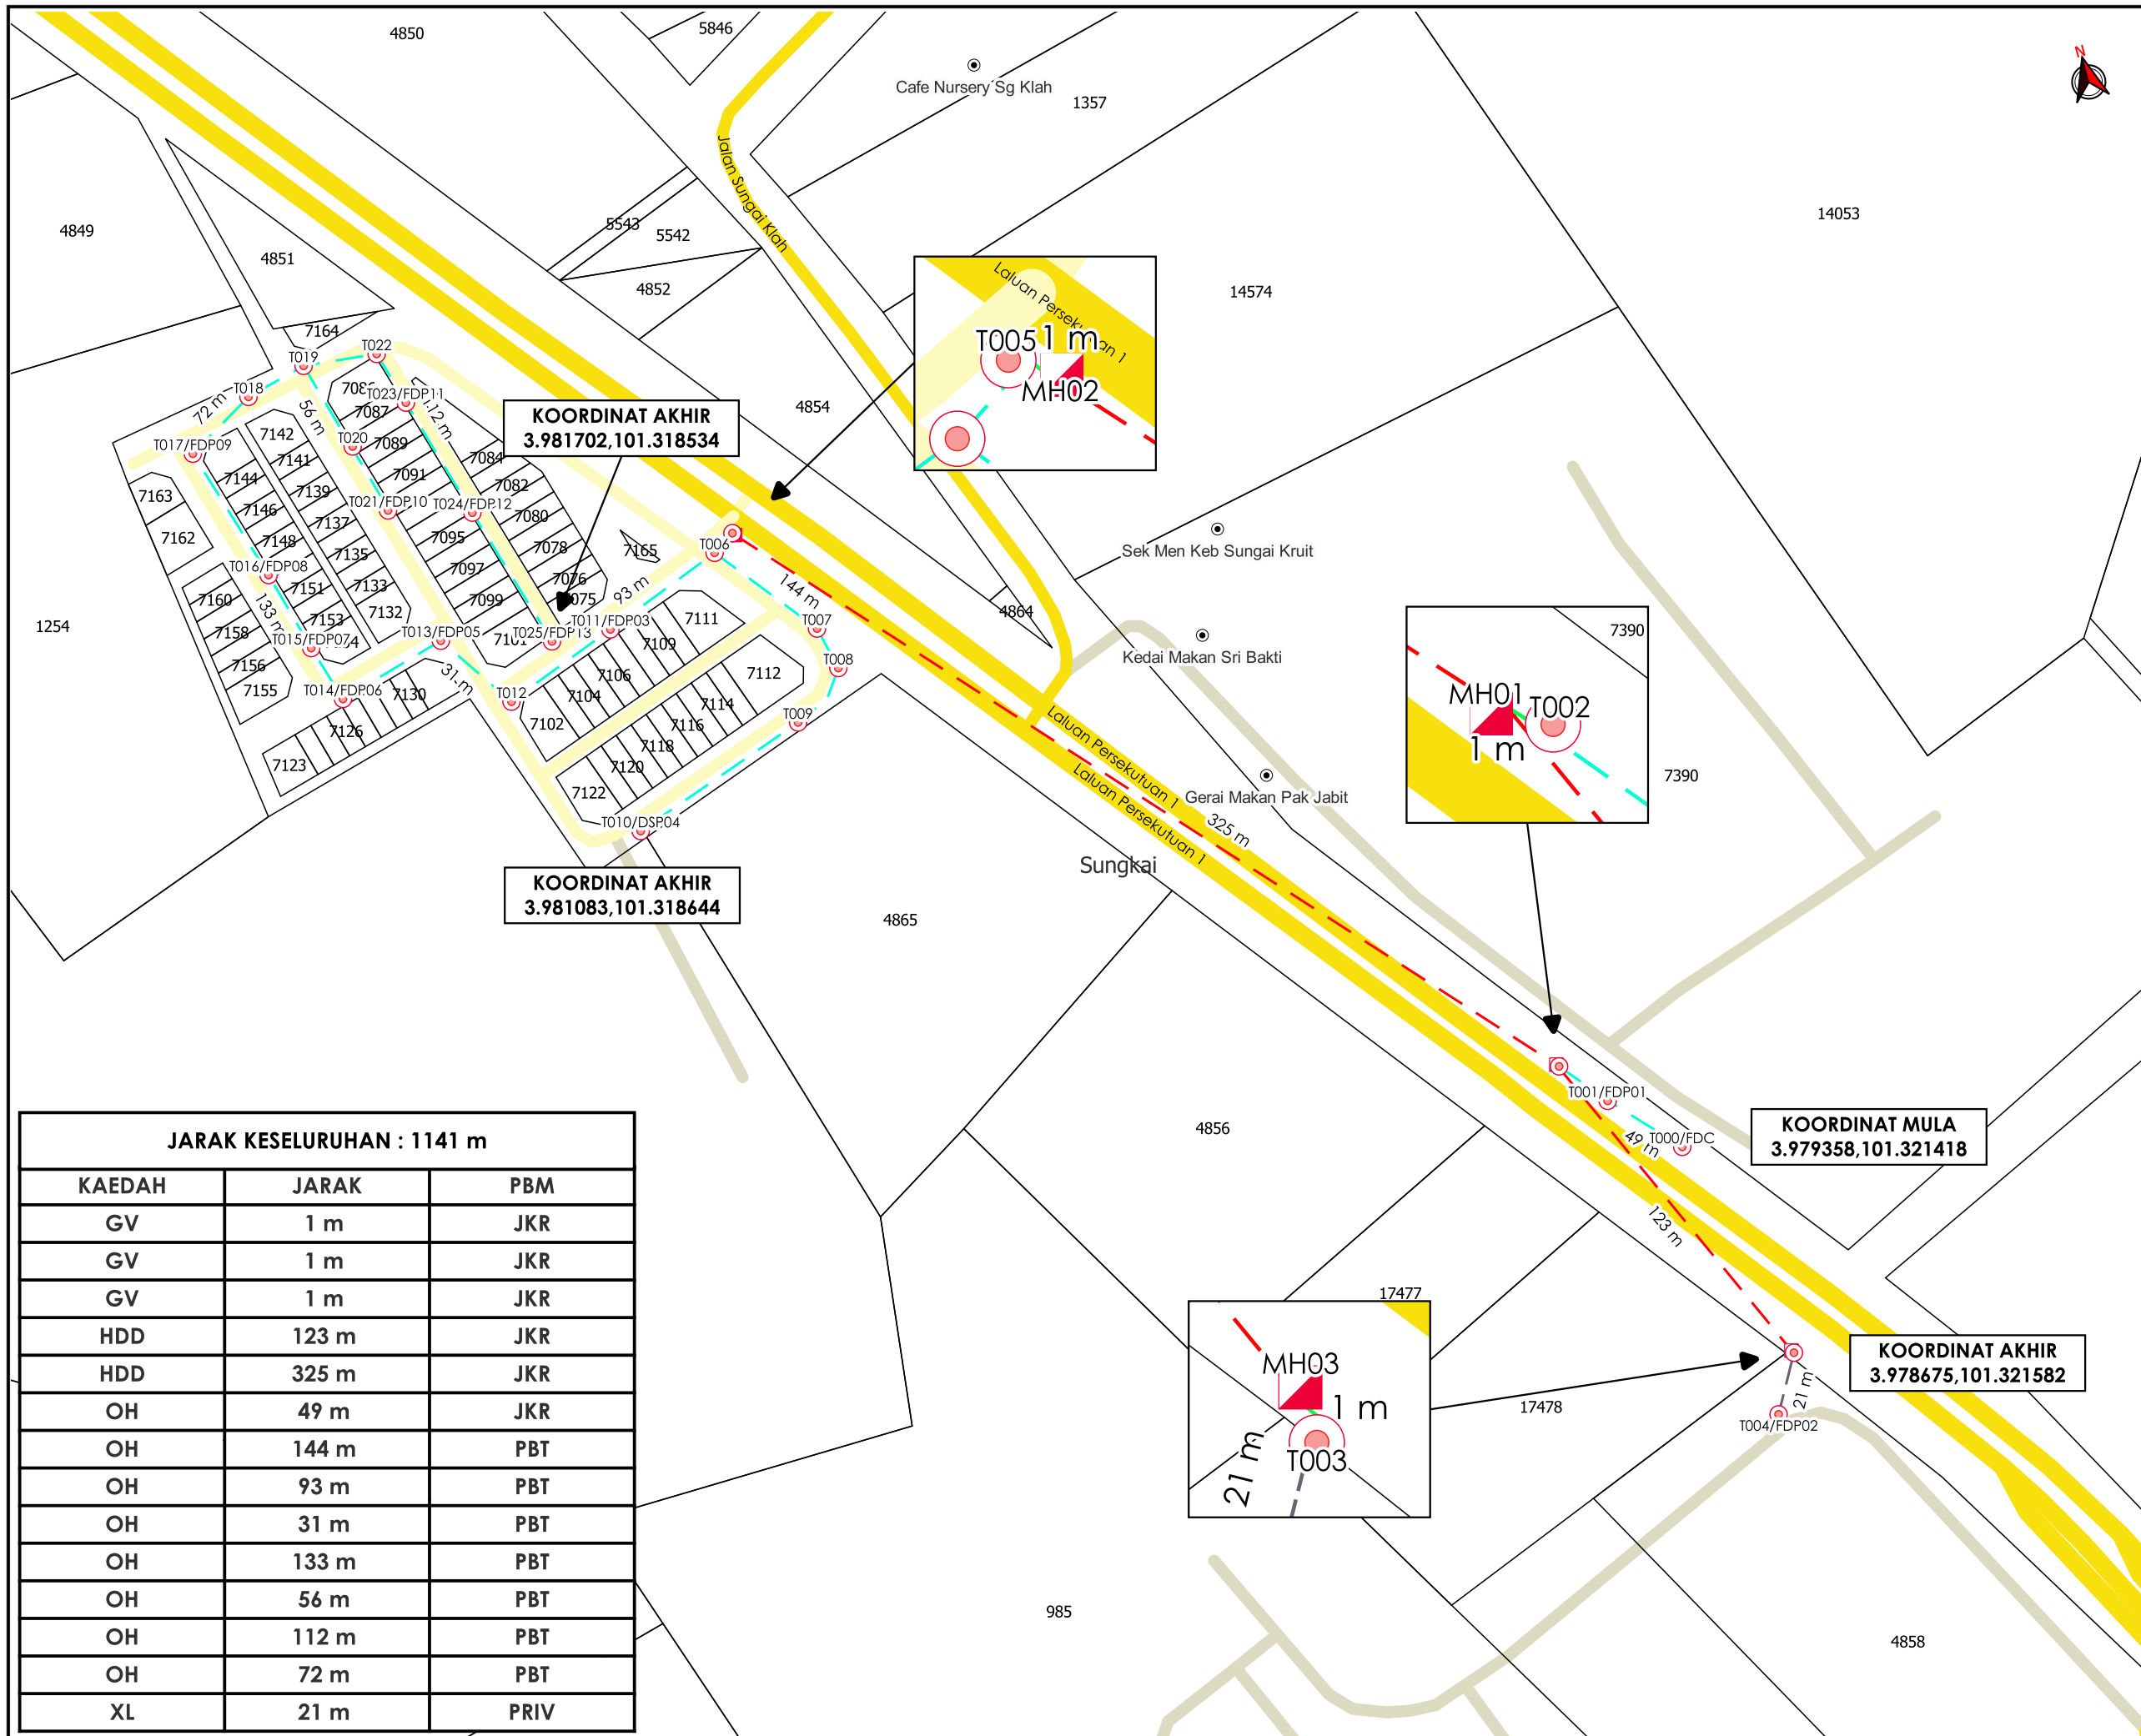 4850
5846
N
Cafe Nursery Sg Klah
1357
Jalan Sungai Klah
14053
4849
5543
5542
4851
4852
14574
7164
Laluan Persekutuan 1
T005
1 m
MH02
T022
T019
T018
72 m
56 m
T023/FDP11
7087
4854
KOORDINAT AKHIR
3.981702,101.318534
7142
T020
7089
T017/FDP09
7141
7084
7144
7091
7139
7082
7163
7146
T021/FDP10
T024/FDP12
7080
7137
7162
7148
7095
7078
7135
7165
T006
Sek Men Keb Sungai Kruit
T016/FDP08
7097
7076
7151
7133
93 m
144 m
7160
7099
7075
7132
4864
133 m
7153
7111
1254
7158
T015/FDP07
T013/FDP05
7101
T025/FDP13
T011/FDP03
T007
7109
Kedai Makan Sri Bakti
7156
T008
7106
7112
7155
T014/FDP06
7130
31 m
7104
T012
7114
7102
7116
T009
7126
7118
7123
7120
7122
7390
MH01
T002
1 m
7390
Laluan Persekutuan 1
Laluan Persekutuan 1
Gerai Makan Pak Jabit
325 m
T010/DSP04
Sungkai
KOORDINAT AKHIR
3.981083,101.318644
4865
T001/FDP01
T000/FDC
49 m
KOORDINAT MULA
3.979358,101.321418
4856
123 m
17477
MH03
1 m
T003
21 m
KOORDINAT AKHIR
3.978675,101.321582
21 m
17478
T004/FDP02
985
4858
JARAK KESELURUHAN : 1141 m
KAEDAH JARAK PBM
GV 1 m JKR
GV 1 m JKR
GV 1 m JKR
HDD 123 m JKR
HDD 325 m JKR
OH 49 m JKR
OH 144 m PBT
OH 93 m PBT
OH 31 m PBT
OH 133 m PBT
OH 56 m PBT
OH 112 m PBT
OH 72 m PBT
XL 21 m PRIV